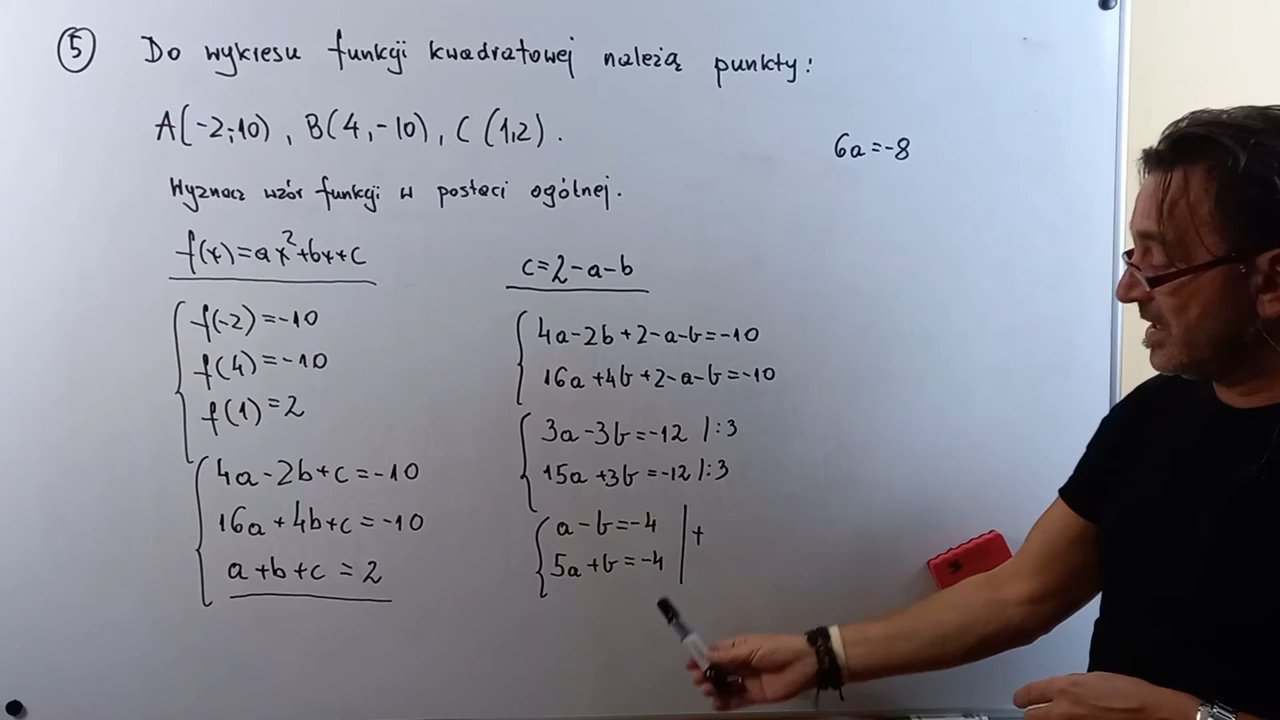 5 Do wykresu funkcji kwadratowej należą punkty:
A(-2;-10), B(4,-10), C(1,2).
Wyznacz wzór funkcji w postaci ogólnej.
f(x)=ax²+bx+c
f(-2)=-10
f(4)=-10
f(1)=2
4a-2b+c=-10
16a+4b+c=-10
a+b+c=2
c=2-a-b
4a-2b+2-a-b=-10
16a+4b+2-a-b=-10
3a-3b=-12 /:3
15a+3b=-12 /:3
a-b=-4
5a+b=-4
+
6a=-8